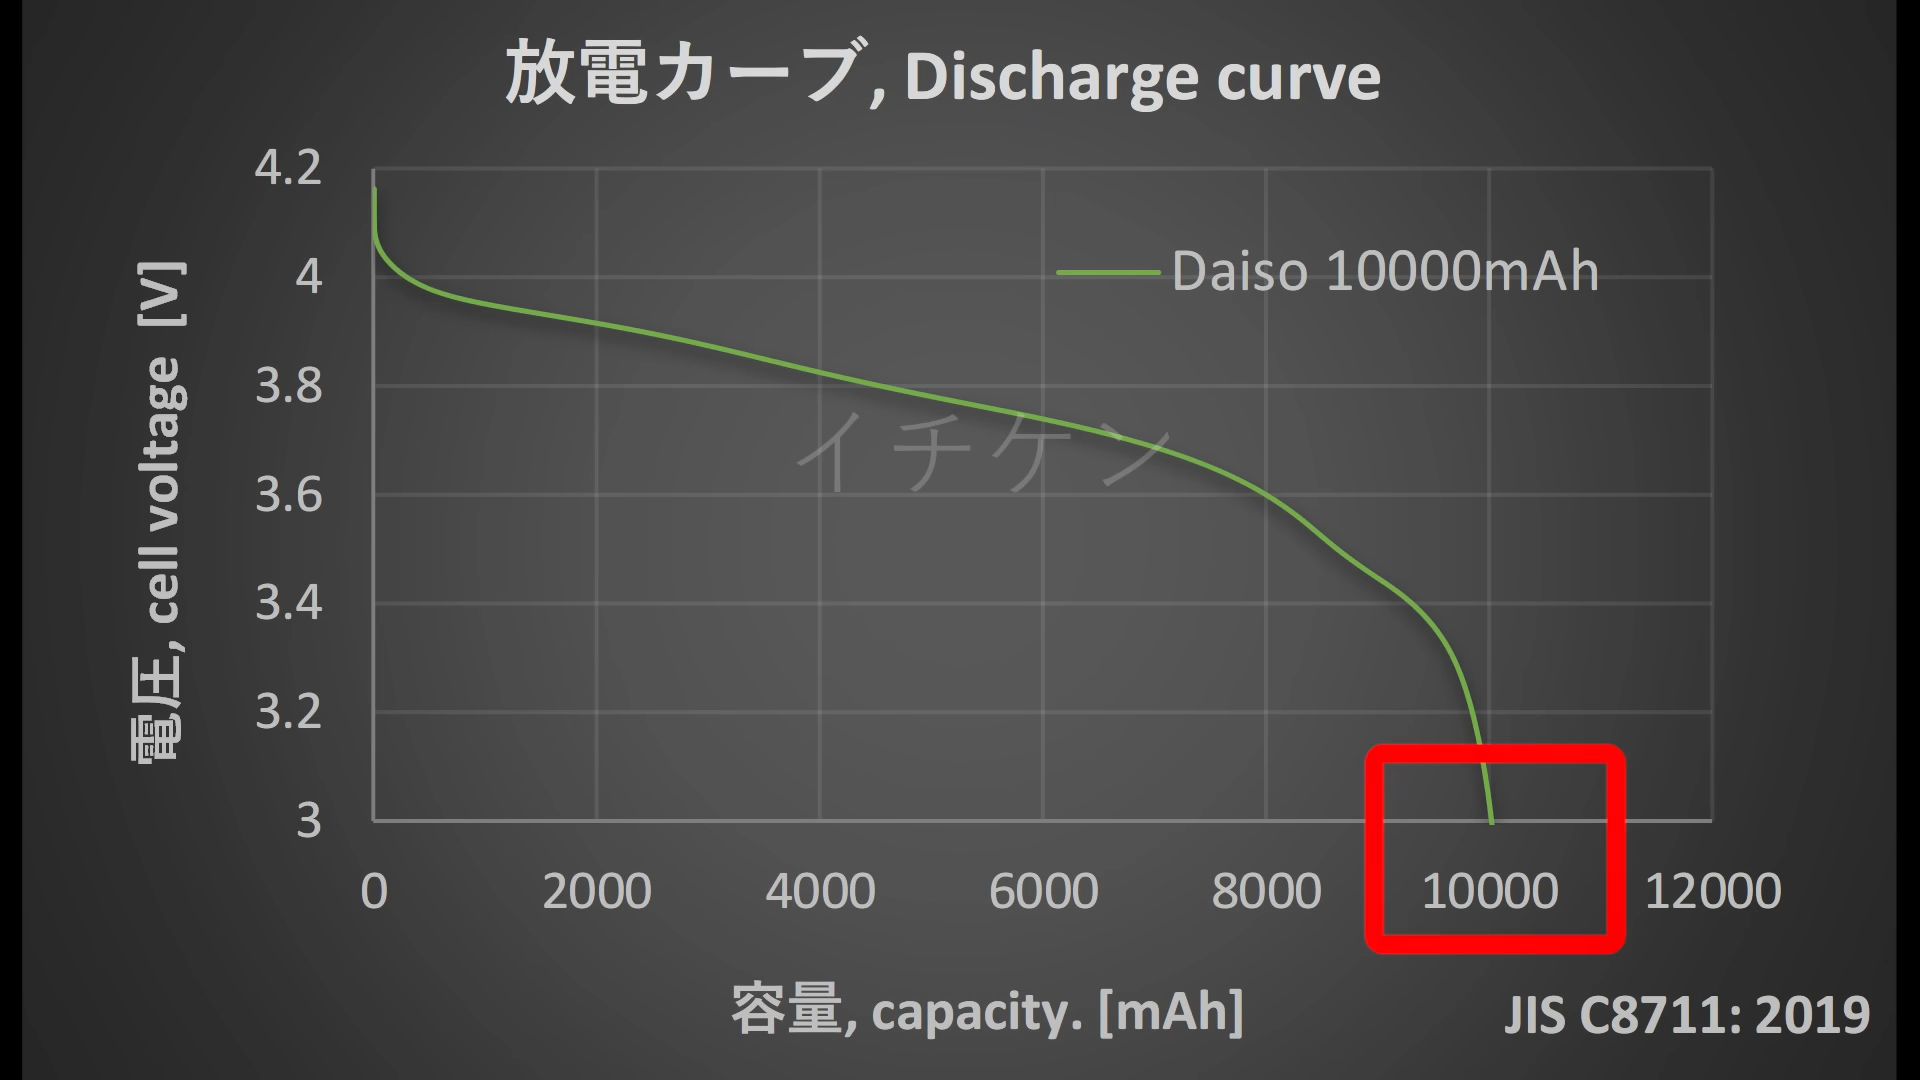 放電カーブ, Discharge curve
4.2
4
3.8
3.6
3.4
3.2
3
電圧, cell voltage [V]
Daiso 10000mAh
イチケン
0 2000 4000 6000 8000 10000 12000
容量, capacity. [mAh]
JIS C8711: 2019